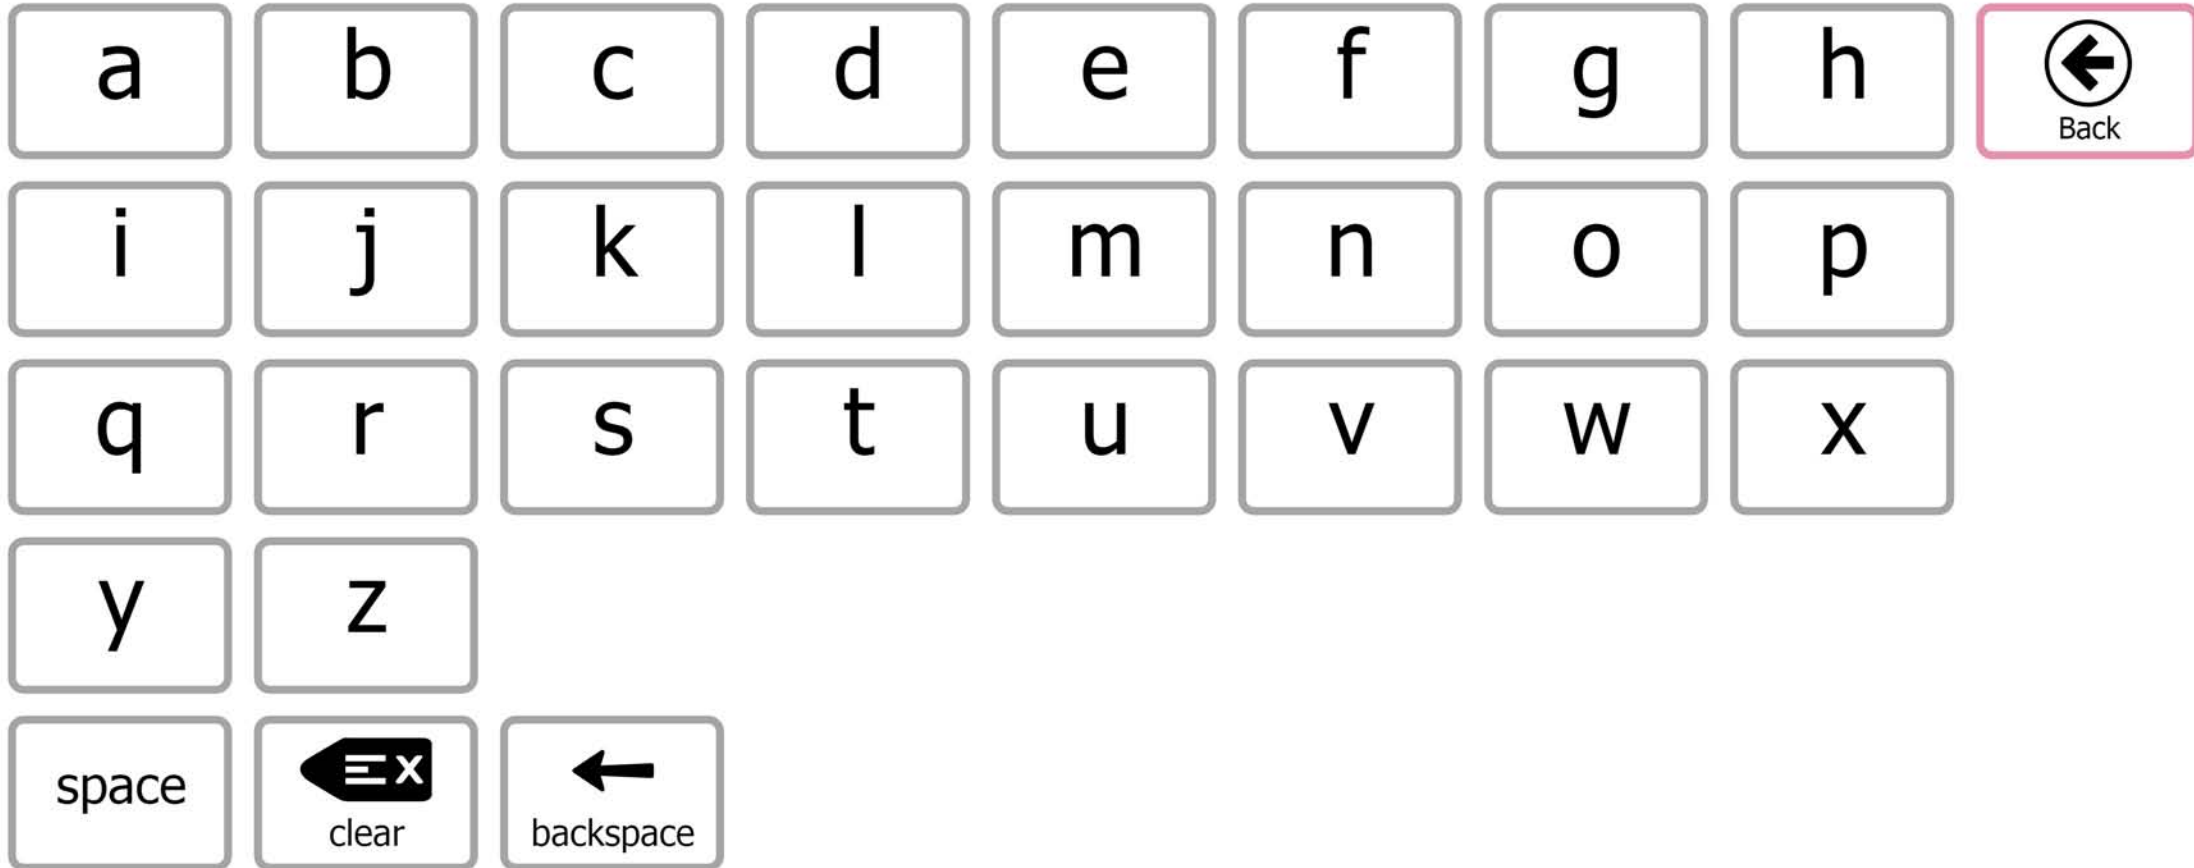 a b c d e f g h Back
i j k l m n o p
q r s t u v w x
y z
space clear backspace